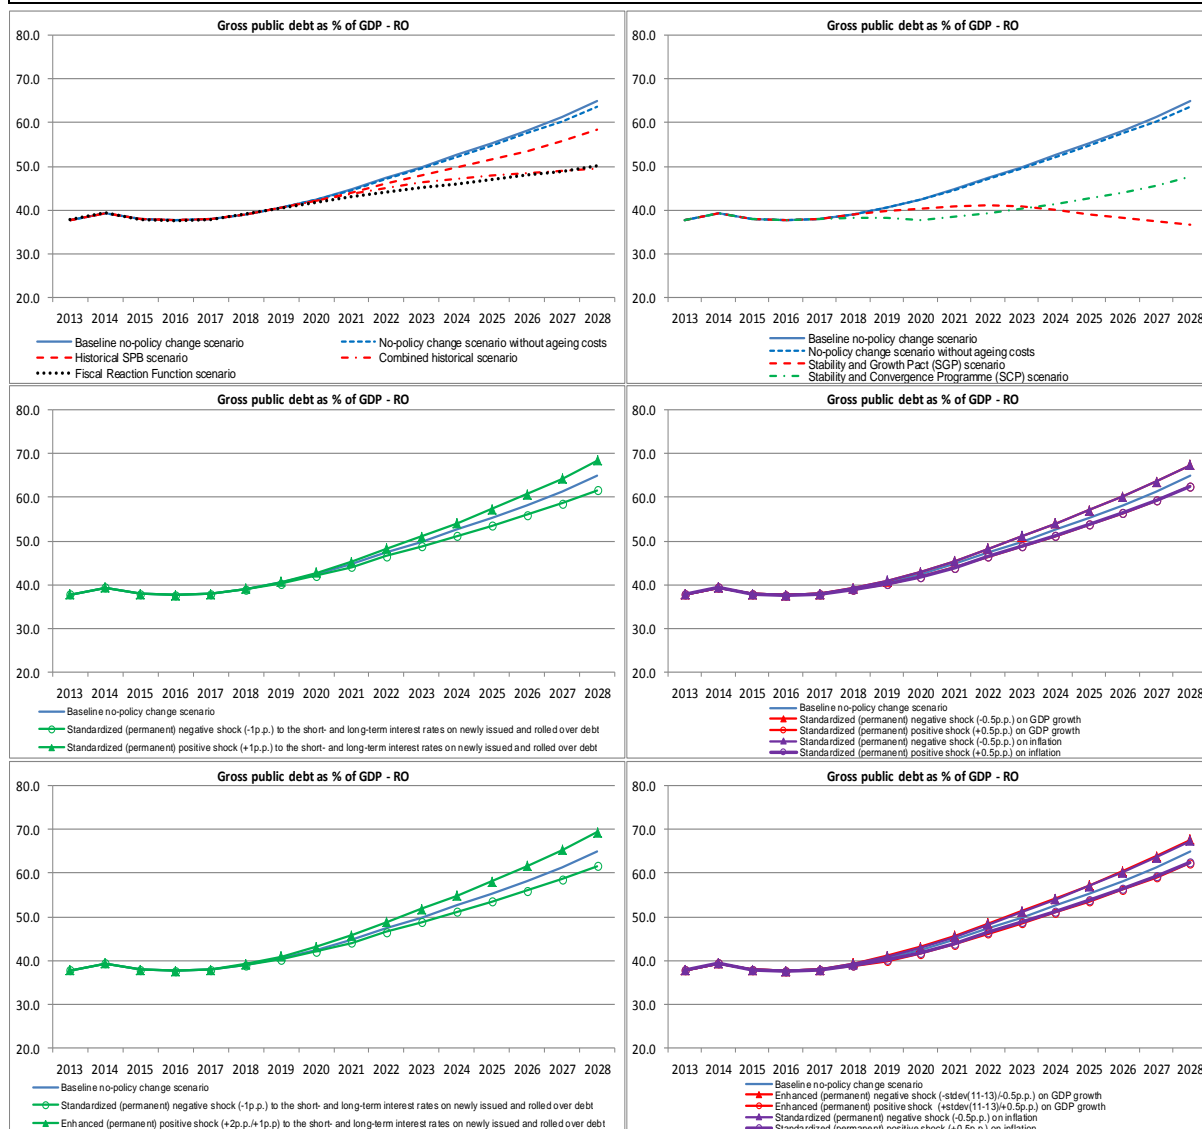 Gross public debt as % of GDP - RO
80.0
70.0
60.0
50.0
40.0
30.0
20.0
2013 2014 2015 2016 2017 2018 2019 2020 2021 2022 2023 2024 2025 2026 2027 2028
Baseline no-policy change scenario
No-policy change scenario without ageing costs
Historical SPB scenario
Combined historical scenario
Fiscal Reaction Function scenario
Gross public debt as % of GDP - RO
80.0
70.0
60.0
50.0
40.0
30.0
20.0
2013 2014 2015 2016 2017 2018 2019 2020 2021 2022 2023 2024 2025 2026 2027 2028
Baseline no-policy change scenario
No-policy change scenario without ageing costs
Stability and Growth Pact (SGP) scenario
Stability and Convergence Programme (SCP) scenario
Gross public debt as % of GDP - RO
80.0
70.0
60.0
50.0
40.0
30.0
20.0
2013 2014 2015 2016 2017 2018 2019 2020 2021 2022 2023 2024 2025 2026 2027 2028
Baseline no-policy change scenario
Standardized (permanent) negative shock (-1p.p.) to the short- and long-term interest rates on newly issued and rolled over debt
Standardized (permanent) positive shock (+1p.p.) to the short- and long-term interest rates on newly issued and rolled over debt
Gross public debt as % of GDP - RO
80.0
70.0
60.0
50.0
40.0
30.0
20.0
2013 2014 2015 2016 2017 2018 2019 2020 2021 2022 2023 2024 2025 2026 2027 2028
Baseline no-policy change scenario
Standardized (permanent) negative shock (-0.5p.p.) on GDP growth
Standardized (permanent) positive shock (+0.5p.p.) on GDP growth
Standardized (permanent) negative shock (-0.5p.p.) on inflation
Standardized (permanent) positive shock (+0.5p.p.) on inflation
Gross public debt as % of GDP - RO
80.0
70.0
60.0
50.0
40.0
30.0
20.0
2013 2014 2015 2016 2017 2018 2019 2020 2021 2022 2023 2024 2025 2026 2027 2028
Baseline no-policy change scenario
Standardized (permanent) negative shock (-1p.p.) to the short- and long-term interest rates on newly issued and rolled over debt
Enhanced (permanent) positive shock (+2p.p./+1p.p) to the short- and long-term interest rates on newly issued and rolled over debt
Gross public debt as % of GDP - RO
80.0
70.0
60.0
50.0
40.0
30.0
20.0
2013 2014 2015 2016 2017 2018 2019 2020 2021 2022 2023 2024 2025 2026 2027 2028
Baseline no-policy change scenario
Enhanced (permanent) negative shock (-stdev(11-13)/-0.5p.p.) on GDP growth
Enhanced (permanent) positive shock (+stdev(11-13)/+0.5p.p.) on GDP growth
Standardized (permanent) negative shock (-0.5p.p.) on inflation
Standardized (permanent) positive shock (+0.5p.p.) on inflation